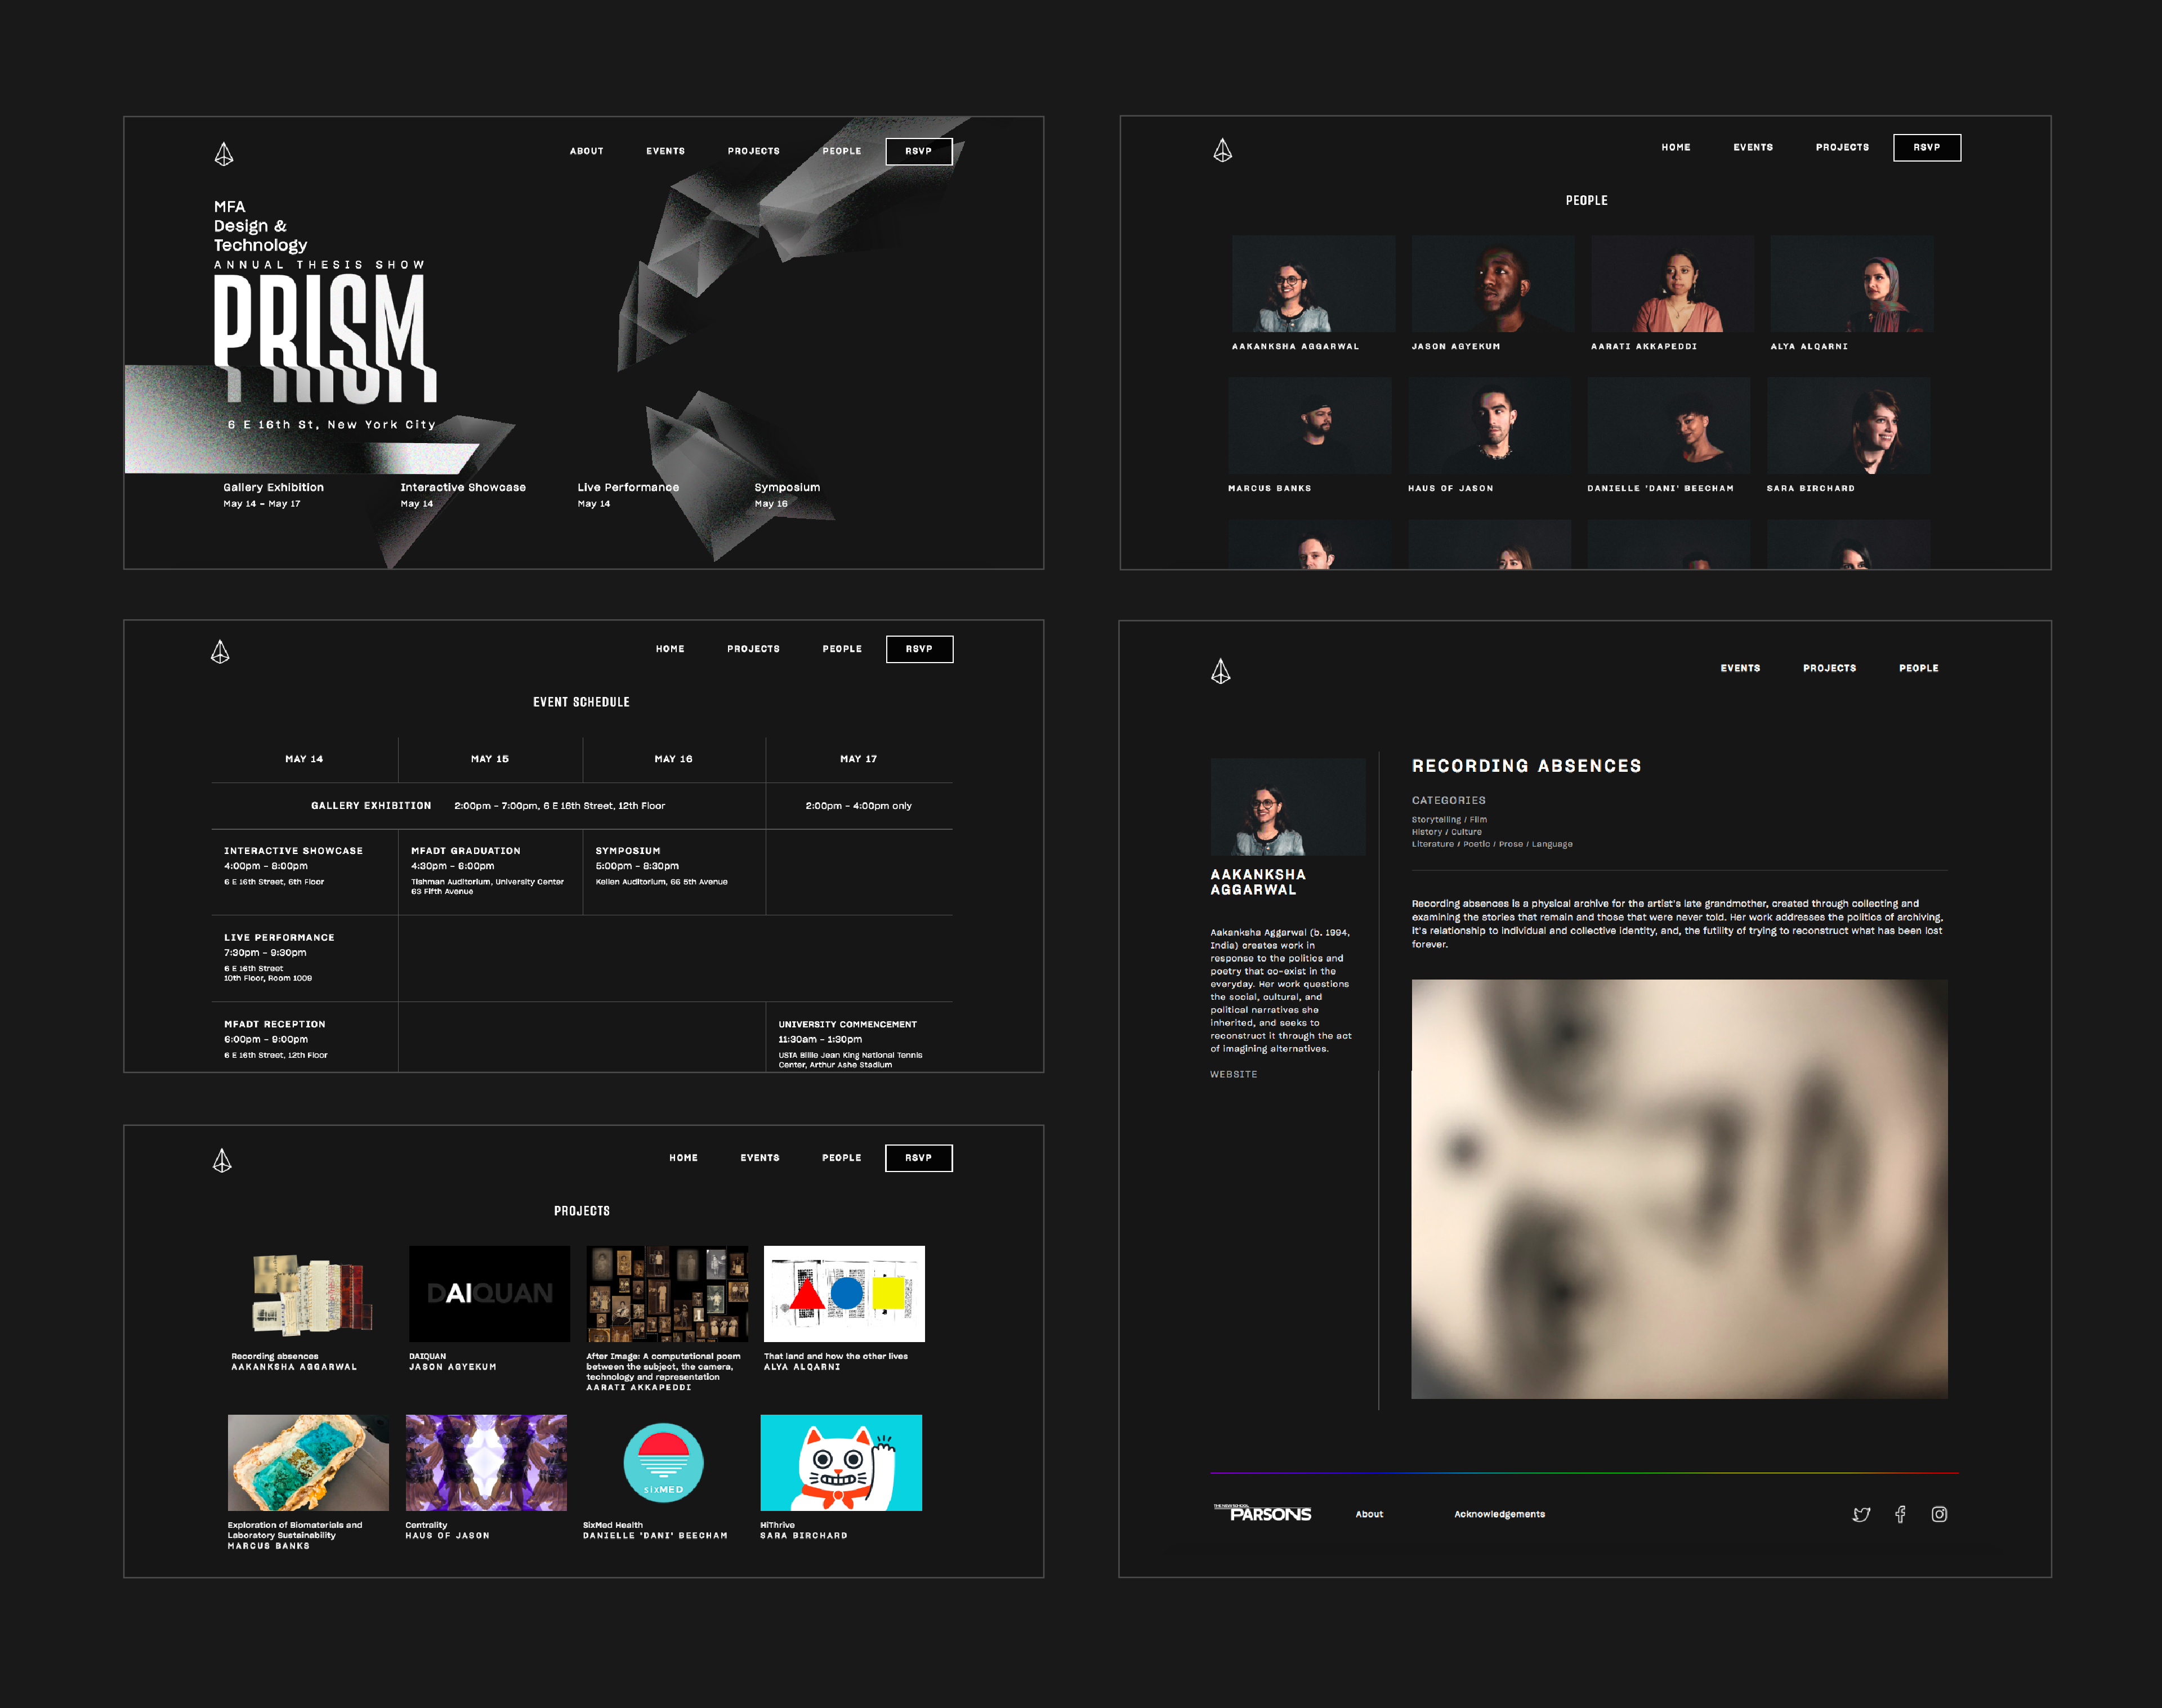 ABOUT EVENTS PROJECTS PEOPLE RSVP
MFA
Design &
Technology
ANNUAL THESIS SHOW
PRISM
6 E 16th St, New York City
Gallery Exhibition
May 14 - May 17
Interactive Showcase
May 14
Live Performance
May 14
Symposium
May 16
HOME EVENTS PROJECTS RSVP
PEOPLE
AAKANKSHA AGGARWAL
JASON AGYEKUM
AARATI AKKAPEDDI
ALYA ALQARNI
MARCUS BANKS
HAUS OF JASON
DANIELLE 'DANI' BEECHAM
SARA BIRCHARD
HOME PROJECTS PEOPLE RSVP
EVENT SCHEDULE
MAY 14 MAY 15 MAY 16 MAY 17
GALLERY EXHIBITION 2:00pm - 7:00pm, 6 E 16th Street, 12th Floor
2:00pm - 4:00pm only
INTERACTIVE SHOWCASE
4:00pm - 8:00pm
6 E 16th Street, 6th Floor
MFADT GRADUATION
4:30pm - 6:00pm
Tishman Auditorium, University Center
63 Fifth Avenue
SYMPOSIUM
5:00pm - 8:30pm
Kellen Auditorium, 66 5th Avenue
LIVE PERFORMANCE
7:30pm - 9:30pm
6 E 16th Street
10th Floor, Room 1009
MFADT RECEPTION
6:00pm - 9:00pm
6 E 16th Street, 12th Floor
UNIVERSITY COMMENCEMENT
11:30am - 1:30pm
USTA Billie Jean King National Tennis
Center, Arthur Ashe Stadium
HOME EVENTS PEOPLE RSVP
PROJECTS
DAIQUAN
Recording absences
AAKANKSHA AGGARWAL
DAIQUAN
JASON AGYEKUM
After Image: A computational poem
between the subject, the camera,
technology and representation
AARATI AKKAPEDDI
That land and how the other lives
ALYA ALQARNI
sixMED
Exploration of Biomaterials and
Laboratory Sustainability
MARCUS BANKS
Centrality
HAUS OF JASON
SixMed Health
DANIELLE 'DANI' BEECHAM
HiThrive
SARA BIRCHARD
EVENTS PROJECTS PEOPLE
AAKANKSHA
AGGARWAL
Aakanksha Aggarwal (b. 1994,
India) creates work in
response to the politics and
poetry that co-exist in the
everyday. Her work questions
the social, cultural, and
political narratives she
inherited, and seeks to
reconstruct it through the act
of imagining alternatives.
WEBSITE
RECORDING ABSENCES
CATEGORIES
Storytelling / Film
History / Culture
Literature / Poetic / Prose / Language
Recording absences is a physical archive for the artist's late grandmother, created through collecting and
examining the stories that remain and those that were never told. Her work addresses the politics of archiving,
it's relationship to individual and collective identity, and, the futility of trying to reconstruct what has been lost
forever.
THE NEW SCHOOL
PARSONS
About
Acknowledgements